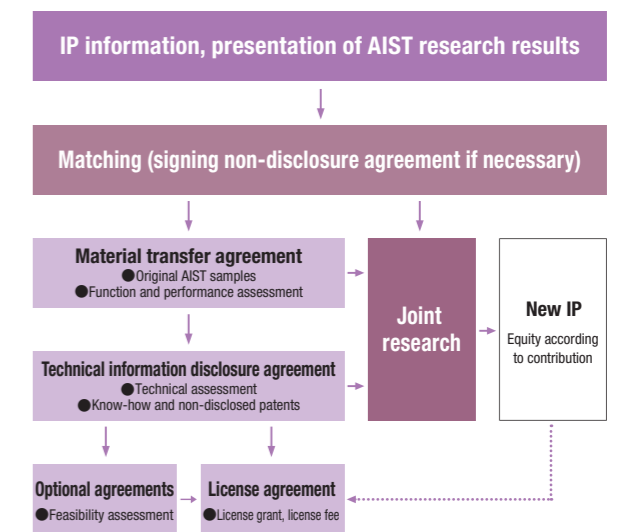 IP information, presentation of AIST research results
Matching (signing non-disclosure agreement if necessary)
Material transfer agreement
●Original AIST samples
●Function and performance assessment
Joint
research
New IP
Equity according
to contribution
Technical information disclosure agreement
●Technical assessment
●Know-how and non-disclosed patents
Optional agreements
●Feasibility assessment
License agreement
●License grant, license fee